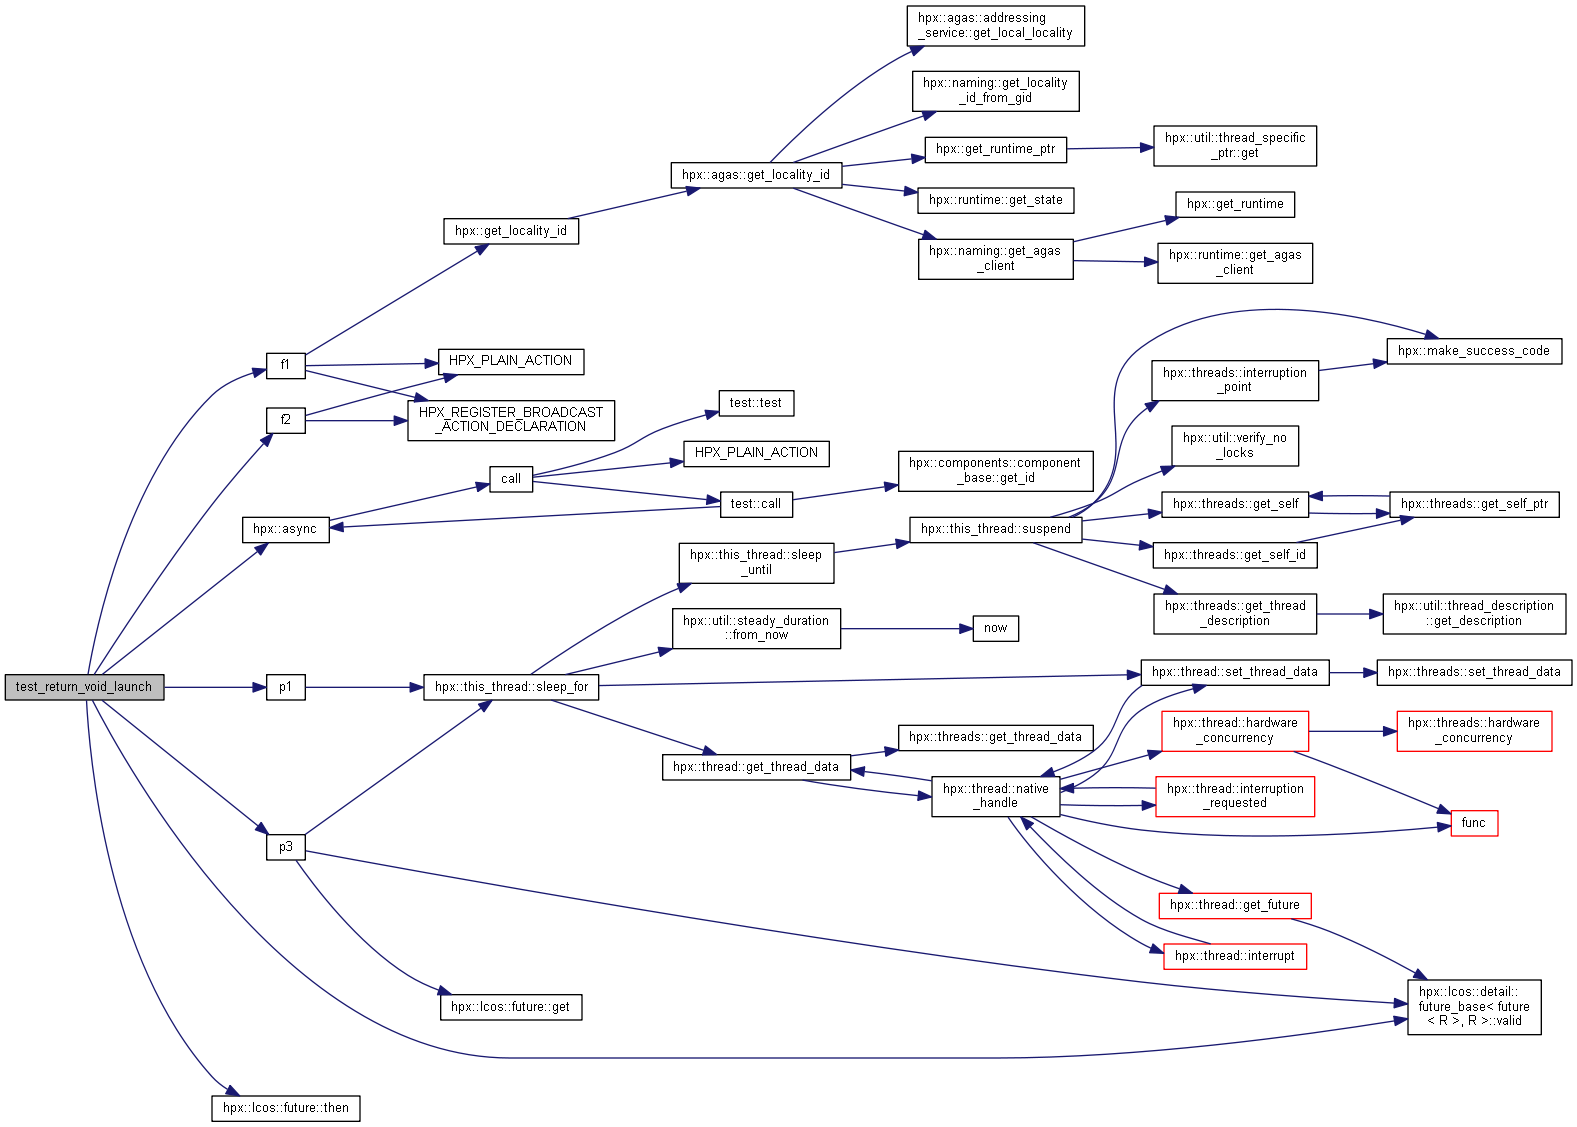 hpx::agas::addressing
_service::get_local_locality
hpx::naming::get_locality
_id_from_gid
hpx::get_runtime_ptr
hpx::util::thread_specific
_ptr::get
hpx::agas::get_locality_id
hpx::runtime::get_state
hpx::get_runtime
hpx::get_locality_id
hpx::naming::get_agas
_client
hpx::runtime::get_agas
_client
f1
HPX_PLAIN_ACTION
hpx::make_success_code
hpx::threads::interruption
_point
f2
HPX_REGISTER_BROADCAST
_ACTION_DECLARATION
test::test
hpx::util::verify_no
_locks
HPX_PLAIN_ACTION
call
hpx::components::component
_base::get_id
test::call
hpx::threads::get_self
hpx::threads::get_self_ptr
hpx::async
hpx::this_thread::suspend
hpx::threads::get_self_id
hpx::this_thread::sleep
_until
hpx::threads::get_thread
_description
hpx::util::thread_description
::get_description
hpx::util::steady_duration
::from_now
now
test_return_void_launch
p1
hpx::this_thread::sleep_for
hpx::thread::set_thread_data
hpx::threads::set_thread_data
hpx::threads::get_thread_data
hpx::thread::hardware
_concurrency
hpx::threads::hardware
_concurrency
hpx::thread::get_thread_data
hpx::thread::native
_handle
hpx::thread::interruption
_requested
func
p3
hpx::thread::get_future
hpx::thread::interrupt
hpx::lcos::future::get
hpx::lcos::detail::
future_base< future
< R >, R >::valid
hpx::lcos::future::then